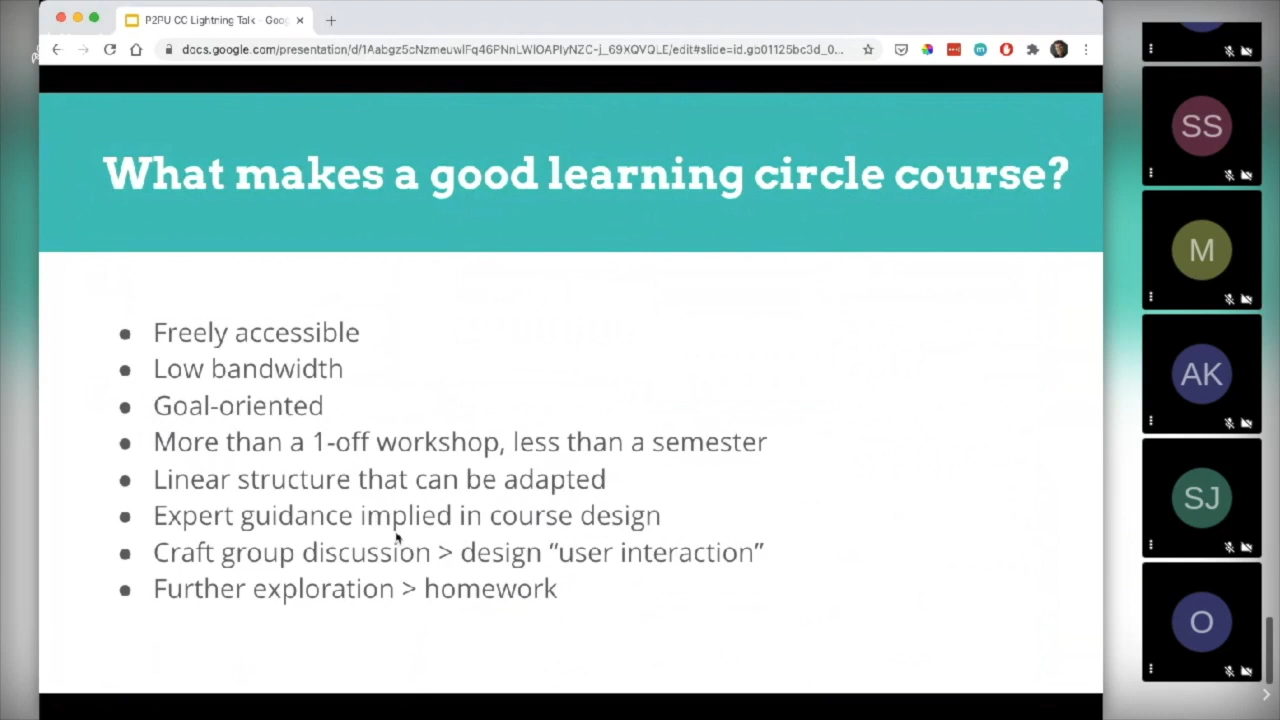 P2PU CC Lightning Talk - Goog
What makes a good learning circle course?
● Freely accessible
● Low bandwidth
● Goal-oriented
● More than a 1-off workshop, less than a semester
● Linear structure that can be adapted
● Expert guidance implied in course design
● Craft group discussion > design “user interaction”
● Further exploration > homework
SS
M
AK
SJ
O